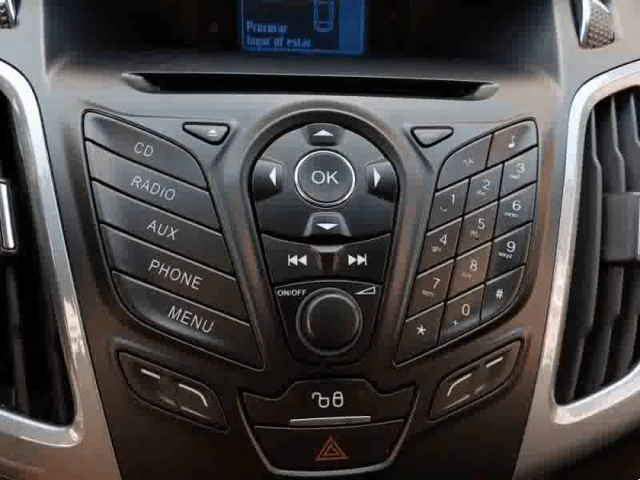 Procurar
lugar of estac
CD
RADIO
AUX
PHONE
MENU
OK
ON/OFF
1
2
3
4
5
6
7
8
9
*
0
+
#